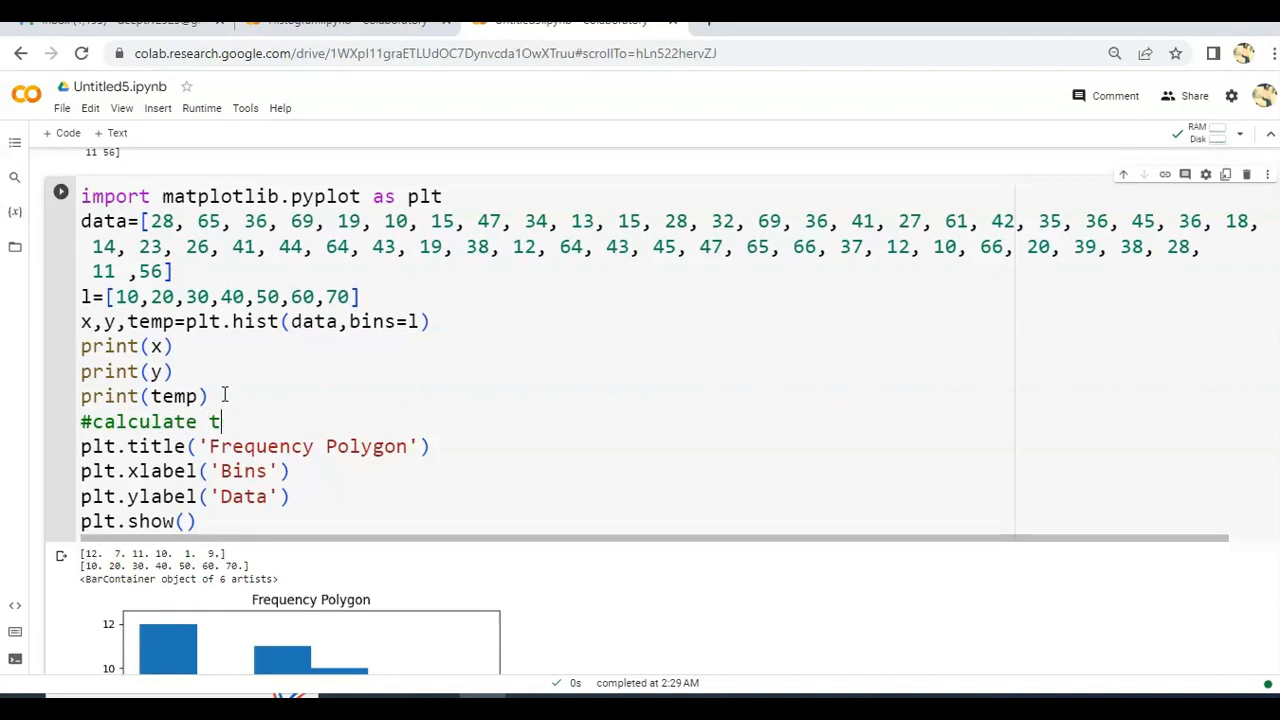 colab.research.google.com/drive/1WXpI11graETLUdOC7Dynvcda1OwXTruu#scrollTo=hLn522hervZJ
Untitled5.ipynb
File Edit View Insert Runtime Tools Help
Comment Share
+ Code + Text
RAM
Disk
11 56]
import matplotlib.pyplot as plt
data=[28, 65, 36, 69, 19, 10, 15, 47, 34, 13, 15, 28, 32, 69, 36, 41, 27, 61, 42, 35, 36, 45, 36, 18,
14, 23, 26, 41, 44, 64, 43, 19, 38, 12, 64, 43, 45, 47, 65, 66, 37, 12, 10, 66, 20, 39, 38, 28,
11 ,56]
l=[10,20,30,40,50,60,70]
x,y,temp=plt.hist(data,bins=l)
print(x)
print(y)
print(temp)
#calculate t
plt.title('Frequency Polygon')
plt.xlabel('Bins')
plt.ylabel('Data')
plt.show()
[12. 7. 11. 10. 1. 9.]
[10. 20. 30. 40. 50. 60. 70.]
<BarContainer object of 6 artists>
Frequency Polygon
12
10
0s completed at 2:29 AM